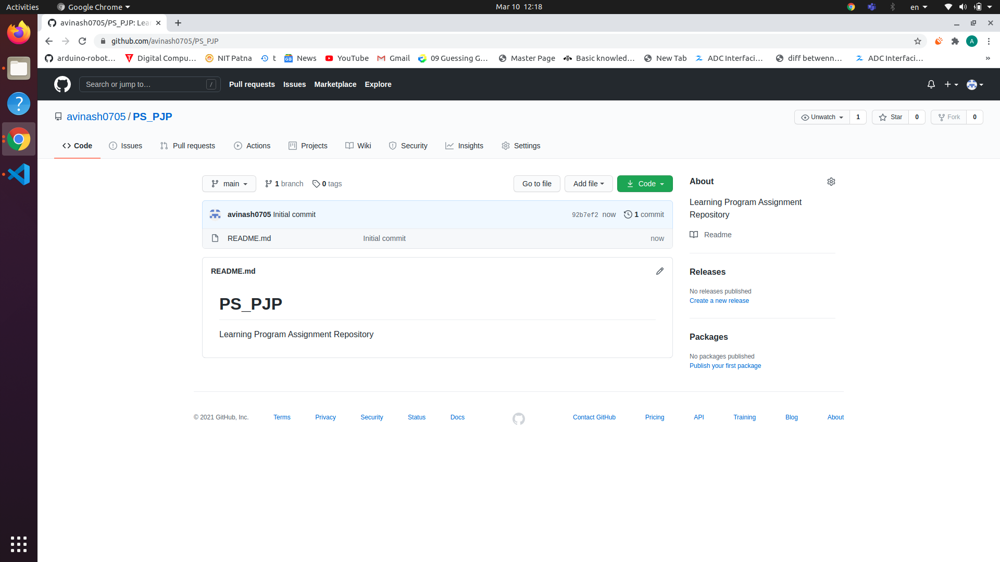 Activities Google Chrome Mar 10 12:18 en
avinash0705/PS_PJP: Lea
github.com/avinash0705/PS_PJP A
arduino-robot… Digital Compu… NIT Patna t News YouTube Gmail 09 Guessing G… Master Page Basic knowled… New Tab ADC Interfaci… diff betwenn… ADC Interfaci… »
Search or jump to… / Pull requests Issues Marketplace Explore
avinash0705 / PS_PJP Unwatch 1 Star 0 Fork 0
Code Issues Pull requests Actions Projects Wiki Security Insights Settings
main 1 branch 0 tags Go to file Add file Code
avinash0705 Initial commit 92b7ef2 now 1 commit
README.md Initial commit now
README.md
PS_PJP
Learning Program Assignment Repository
About
Learning Program Assignment
Repository
Readme
Releases
No releases published
Create a new release
Packages
No packages published
Publish your first package
© 2021 GitHub, Inc. Terms Privacy Security Status Docs Contact GitHub Pricing API Training Blog About